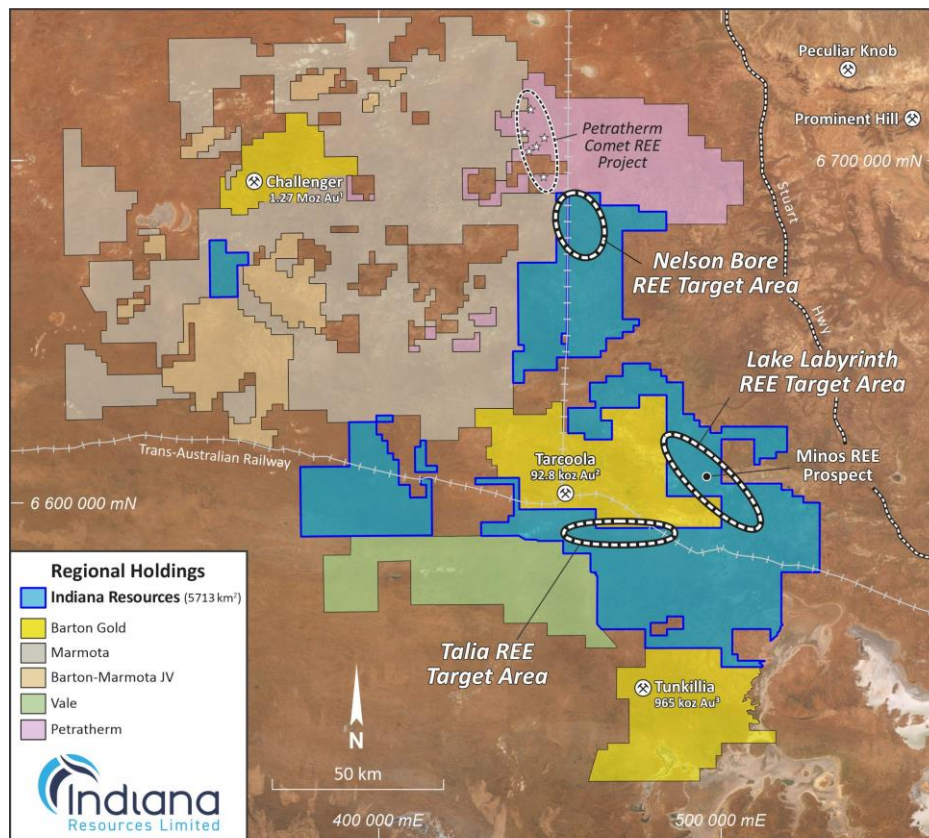 Peculiar Knob
Prominent Hill
6 700 000 mN
Petratherm
Comet REE
Project
Challenger
1.27 Moz Au¹
Stuart
Hwy
Nelson Bore
REE Target Area
Lake Labyrinth
REE Target Area
Trans-Australian Railway
Tarcoola
92.8 koz Au²
Minos REE
Prospect
6 600 000 mN
Regional Holdings
Indiana Resources (5713 km²)
Barton Gold
Marmota
Barton-Marmota JV
Vale
Petratherm
Talia REE
Target Area
Tunkillia
965 koz Au³
N
50 km
Indiana
Resources Limited
400 000 mE
500 000 mE